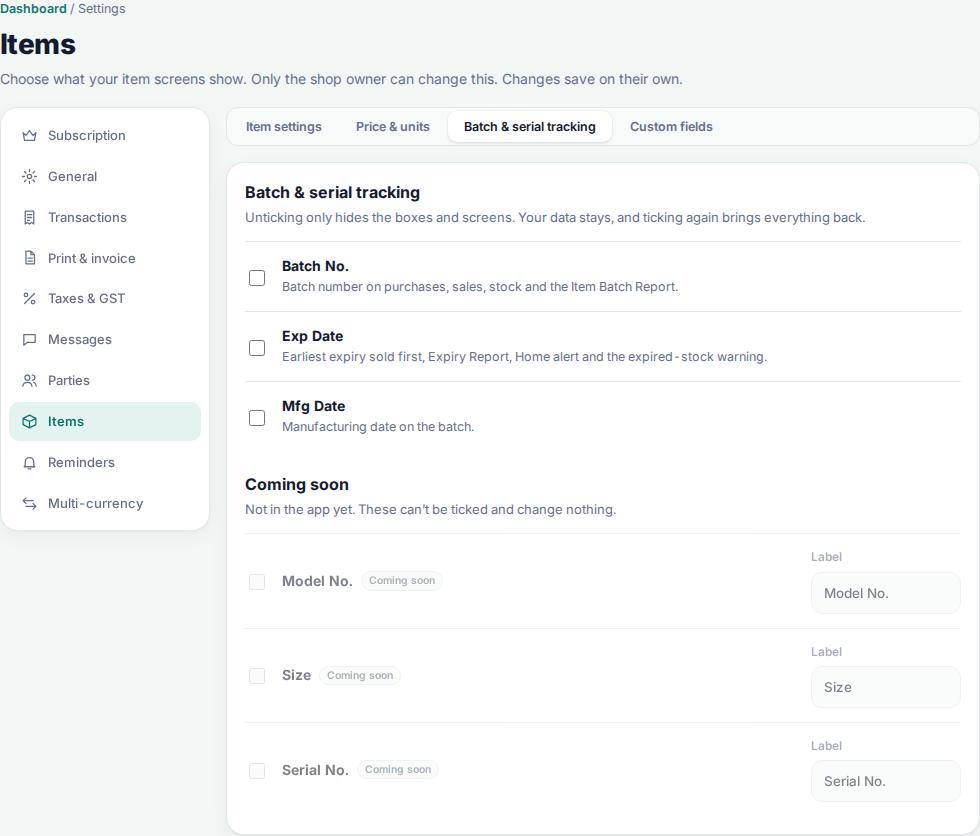 Dashboard / Settings
Items
Choose what your item screens show. Only the shop owner can change this. Changes save on their own.
Subscription
General
Transactions
Print & invoice
Taxes & GST
Messages
Parties
Items
Reminders
Multi-currency
Item settings
Price & units
Batch & serial tracking
Custom fields
Batch & serial tracking
Unticking only hides the boxes and screens. Your data stays, and ticking again brings everything back.
Batch No.
Batch number on purchases, sales, stock and the Item Batch Report.
Exp Date
Earliest expiry sold first, Expiry Report, Home alert and the expired-stock warning.
Mfg Date
Manufacturing date on the batch.
Coming soon
Not in the app yet. These can’t be ticked and change nothing.
Model No. Coming soon
Label
Model No.
Size Coming soon
Label
Size
Serial No. Coming soon
Label
Serial No.